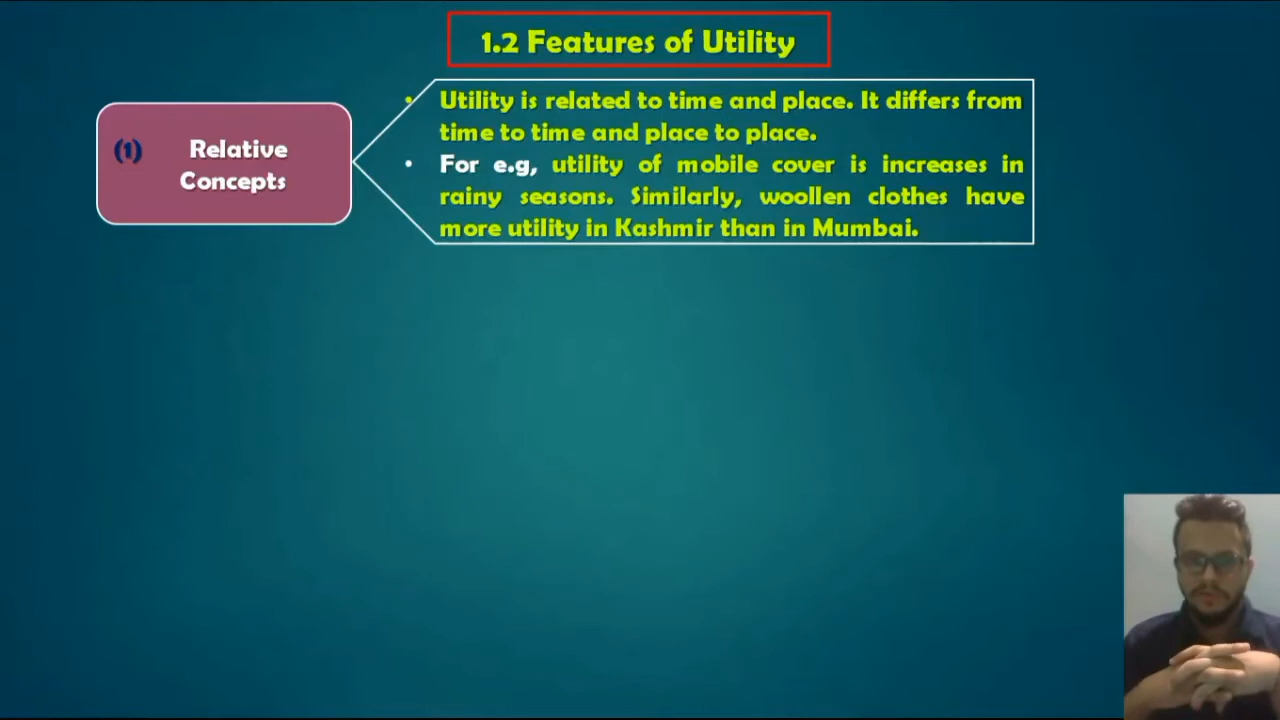 1.2 Features of Utility
(1) Relative
Concepts
• Utility is related to time and place. It differs from
time to time and place to place.
• For e.g, utility of mobile cover is increases in
rainy seasons. Similarly, woollen clothes have
more utility in Kashmir than in Mumbai.